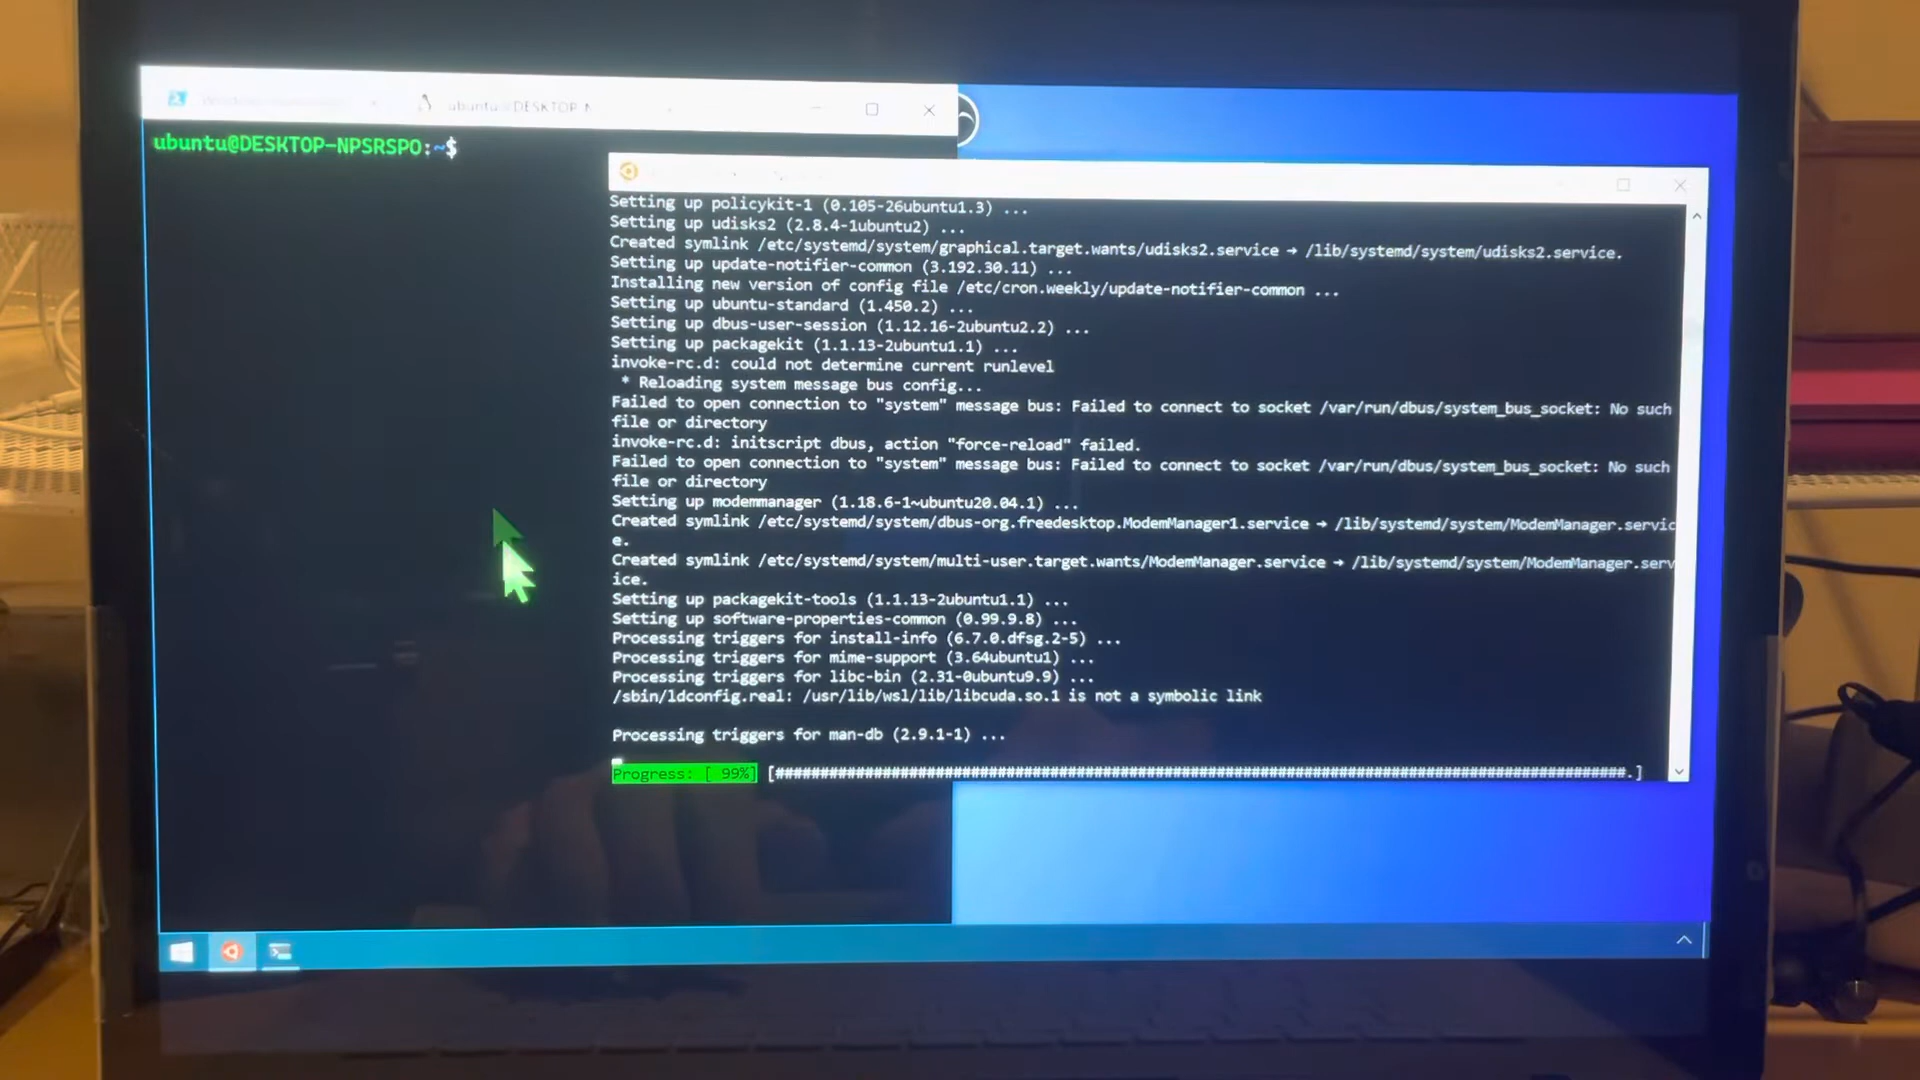 ubuntu@DESKTOP-N
ubuntu@DESKTOP-NPSRSPO:~$
Setting up policykit-1 (0.105-26ubuntu1.3) ...
Setting up udisks2 (2.8.4-1ubuntu2) ...
Created symlink /etc/systemd/system/graphical.target.wants/udisks2.service → /lib/systemd/system/udisks2.service.
Setting up update-notifier-common (3.192.30.11) ...
Installing new version of config file /etc/cron.weekly/update-notifier-common ...
Setting up ubuntu-standard (1.450.2) ...
Setting up dbus-user-session (1.12.16-2ubuntu2.2) ...
Setting up packagekit (1.1.13-2ubuntu1.1) ...
invoke-rc.d: could not determine current runlevel
* Reloading system message bus config...
Failed to open connection to "system" message bus: Failed to connect to socket /var/run/dbus/system_bus_socket: No such
file or directory
invoke-rc.d: initscript dbus, action "force-reload" failed.
Failed to open connection to "system" message bus: Failed to connect to socket /var/run/dbus/system_bus_socket: No such
file or directory
Setting up modemmanager (1.18.6-1~ubuntu20.04.1) ...
Created symlink /etc/systemd/system/dbus-org.freedesktop.ModemManager1.service → /lib/systemd/system/ModemManager.servic
e.
Created symlink /etc/systemd/system/multi-user.target.wants/ModemManager.service → /lib/systemd/system/ModemManager.serv
ice.
Setting up packagekit-tools (1.1.13-2ubuntu1.1) ...
Setting up software-properties-common (0.99.9.8) ...
Processing triggers for install-info (6.7.0.dfsg.2-5) ...
Processing triggers for mime-support (3.64ubuntu1) ...
Processing triggers for libc-bin (2.31-0ubuntu9.9) ...
/sbin/ldconfig.real: /usr/lib/wsl/lib/libcuda.so.1 is not a symbolic link
Processing triggers for man-db (2.9.1-1) ...
Progress: [ 99%] [##############################################################################################.]